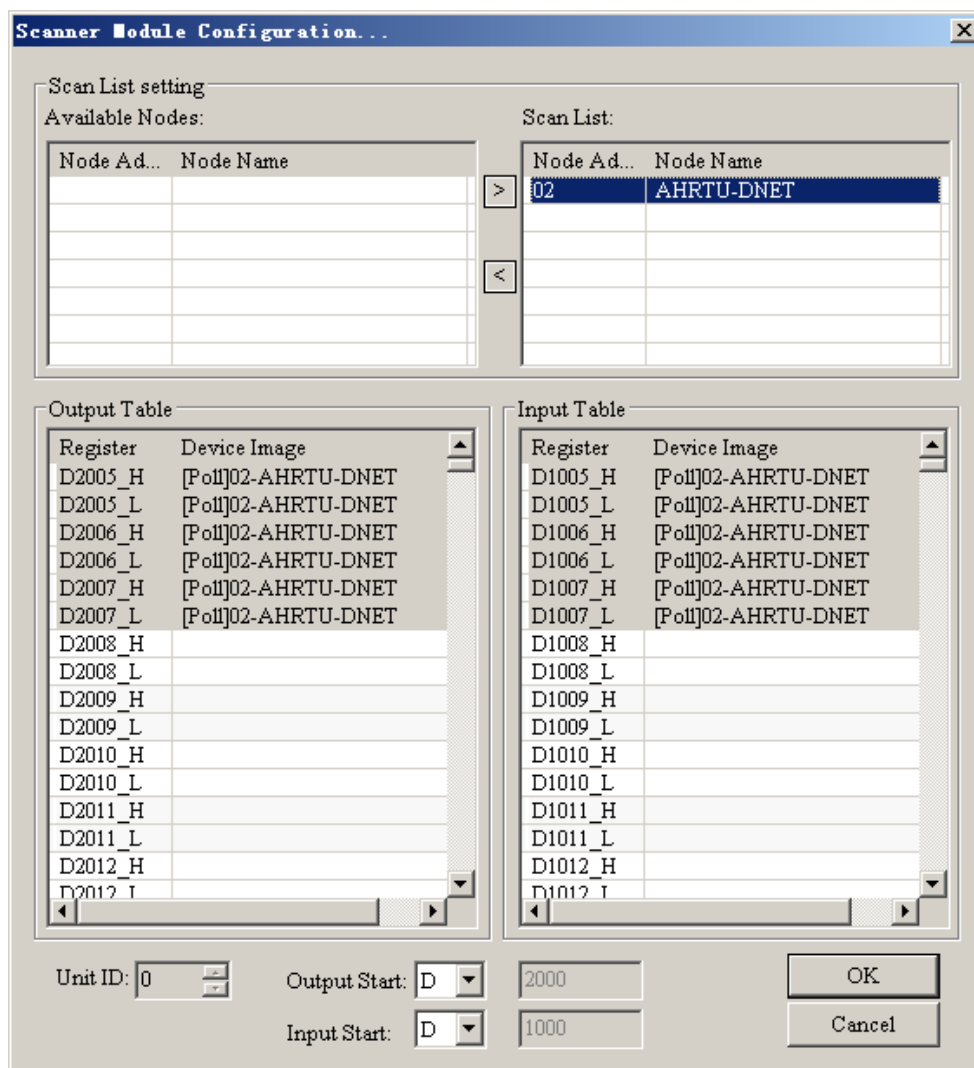 Scanner Module Configuration...
Scan List setting
Available Nodes:
Scan List:
Node Ad... Node Name
Node Ad... Node Name
>
02 AHRTU-DNET
<
Output Table
Register Device Image
D2005_H [Poll]02-AHRTU-DNET
D2005_L [Poll]02-AHRTU-DNET
D2006_H [Poll]02-AHRTU-DNET
D2006_L [Poll]02-AHRTU-DNET
D2007_H [Poll]02-AHRTU-DNET
D2007_L [Poll]02-AHRTU-DNET
D2008_H
D2008_L
D2009_H
D2009_L
D2010_H
D2010_L
D2011_H
D2011_L
D2012_H
D2012_L
Input Table
Register Device Image
D1005_H [Poll]02-AHRTU-DNET
D1005_L [Poll]02-AHRTU-DNET
D1006_H [Poll]02-AHRTU-DNET
D1006_L [Poll]02-AHRTU-DNET
D1007_H [Poll]02-AHRTU-DNET
D1007_L [Poll]02-AHRTU-DNET
D1008_H
D1008_L
D1009_H
D1009_L
D1010_H
D1010_L
D1011_H
D1011_L
D1012_H
D1012_L
Unit ID: 0
Output Start: D 2000
Input Start: D 1000
OK
Cancel